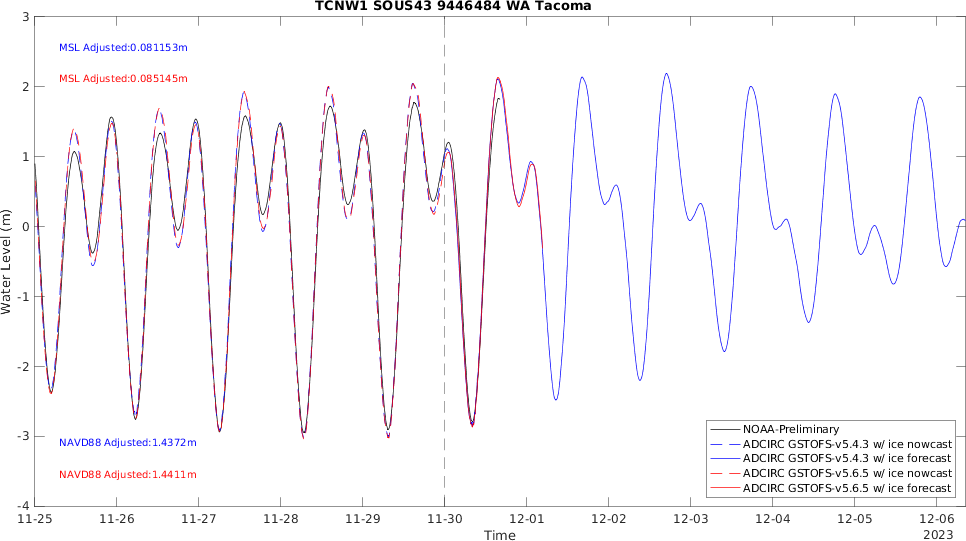 TCNW1 SOUS43 9446484 WA Tacoma
3
2
1
0
-1
-2
-3
-4
Water Level (m)
MSL Adjusted:0.081153m
MSL Adjusted:0.085145m
NAVD88 Adjusted:1.4372m
NAVD88 Adjusted:1.4411m
NOAA-Preliminary
ADCIRC GSTOFS-v5.4.3 w/ ice nowcast
ADCIRC GSTOFS-v5.4.3 w/ ice forecast
ADCIRC GSTOFS-v5.6.5 w/ ice nowcast
ADCIRC GSTOFS-v5.6.5 w/ ice forecast
11-25 11-26 11-27 11-28 11-29 11-30 12-01 12-02 12-03 12-04 12-05 12-06
Time
2023